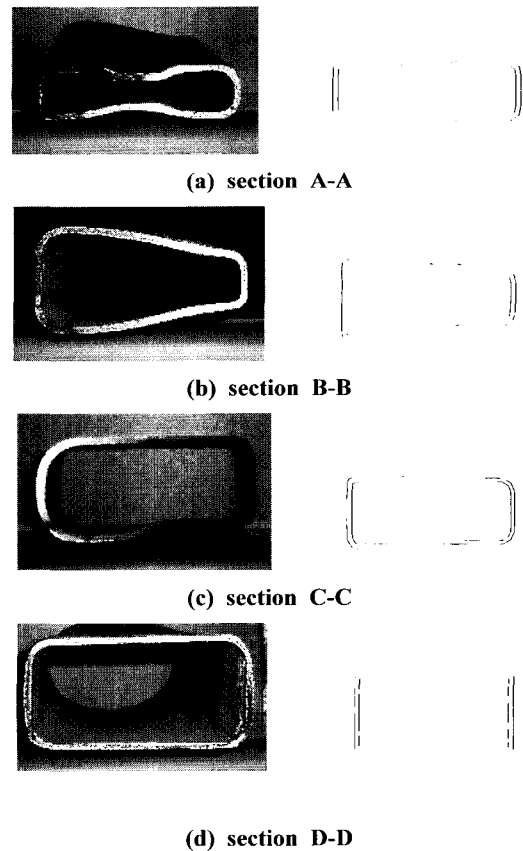 (a) section A-A
(b) section B-B
(c) section C-C
(d) section D-D